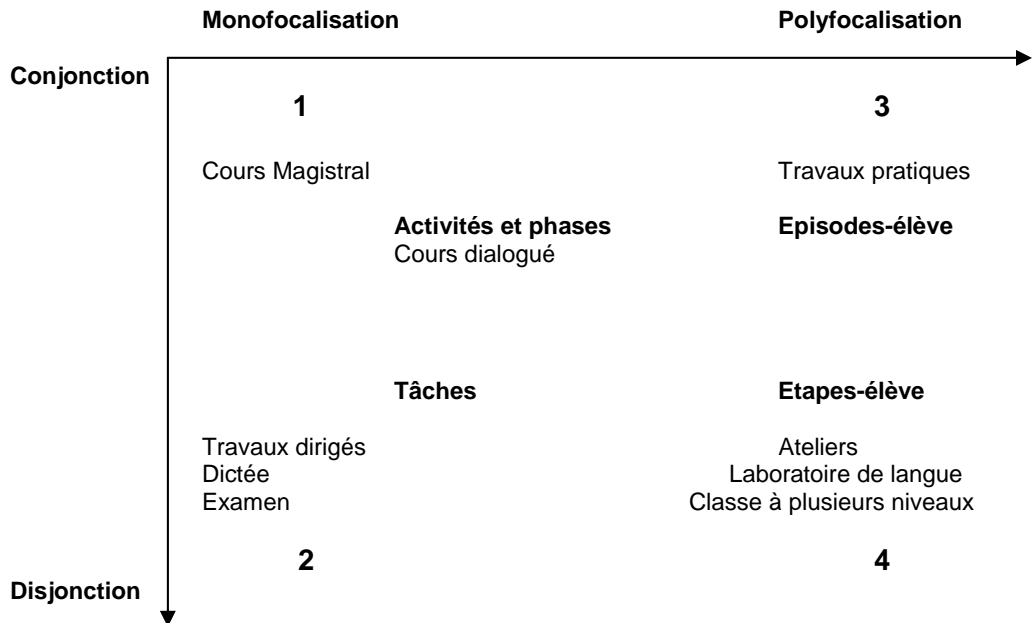 Monofocalisation Polyfocalisation
Conjonction
1 3
Cours Magistral Travaux pratiques
Activités et phases Episodes-élève
Cours dialogué
Tâches Etapes-élève
Travaux dirigés Ateliers
Dictée Laboratoire de langue
Examen Classe à plusieurs niveaux
2 4
Disjonction